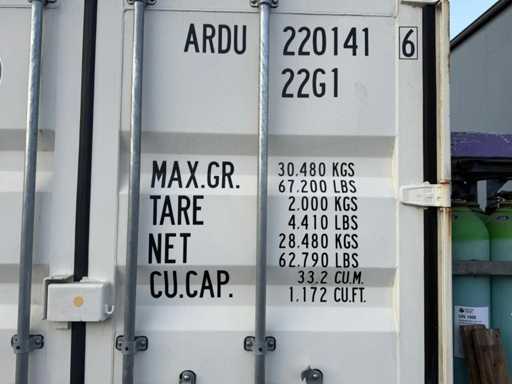 ARDU 220141 6
22G1
MAX.GR. 30.480 KGS
67.200 LBS
TARE 2.000 KGS
4.410 LBS
NET 28.480 KGS
62.790 LBS
CU.CAP. 33.2 CU.M.
1.172 CU.FT.